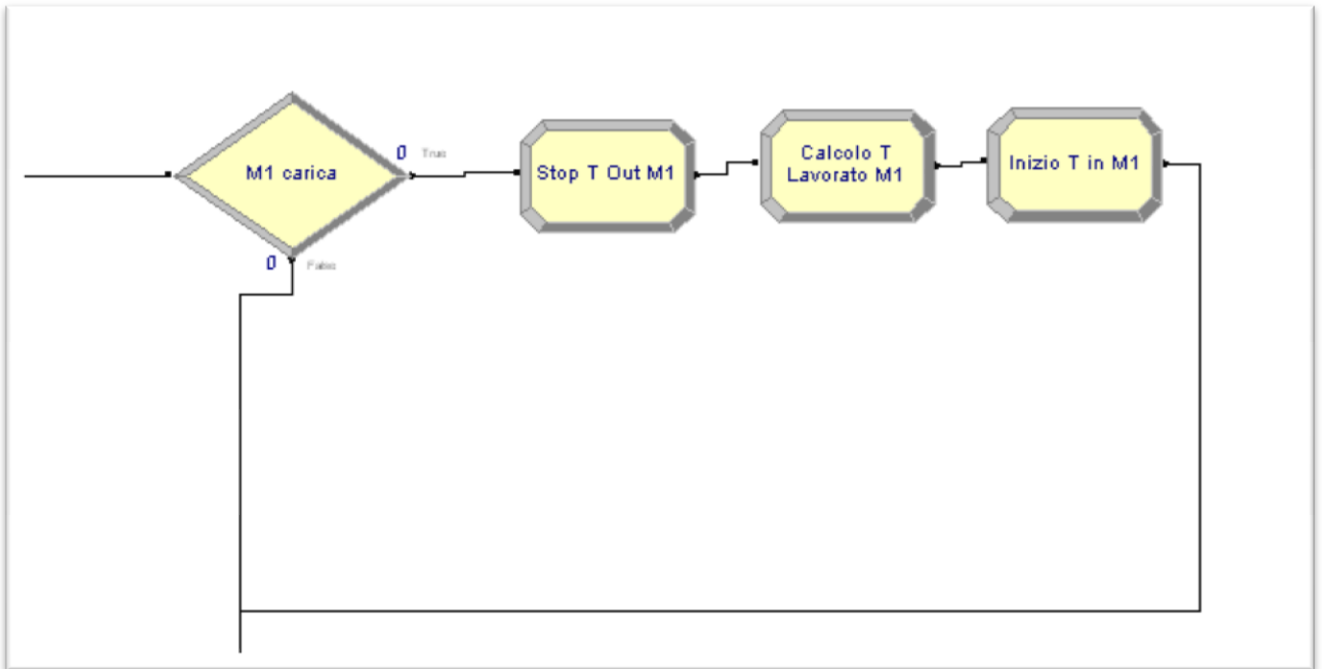 M1 carica
0 True
0 False
Stop T Out M1
Calcolo T
Lavorato M1
Inizio T in M1